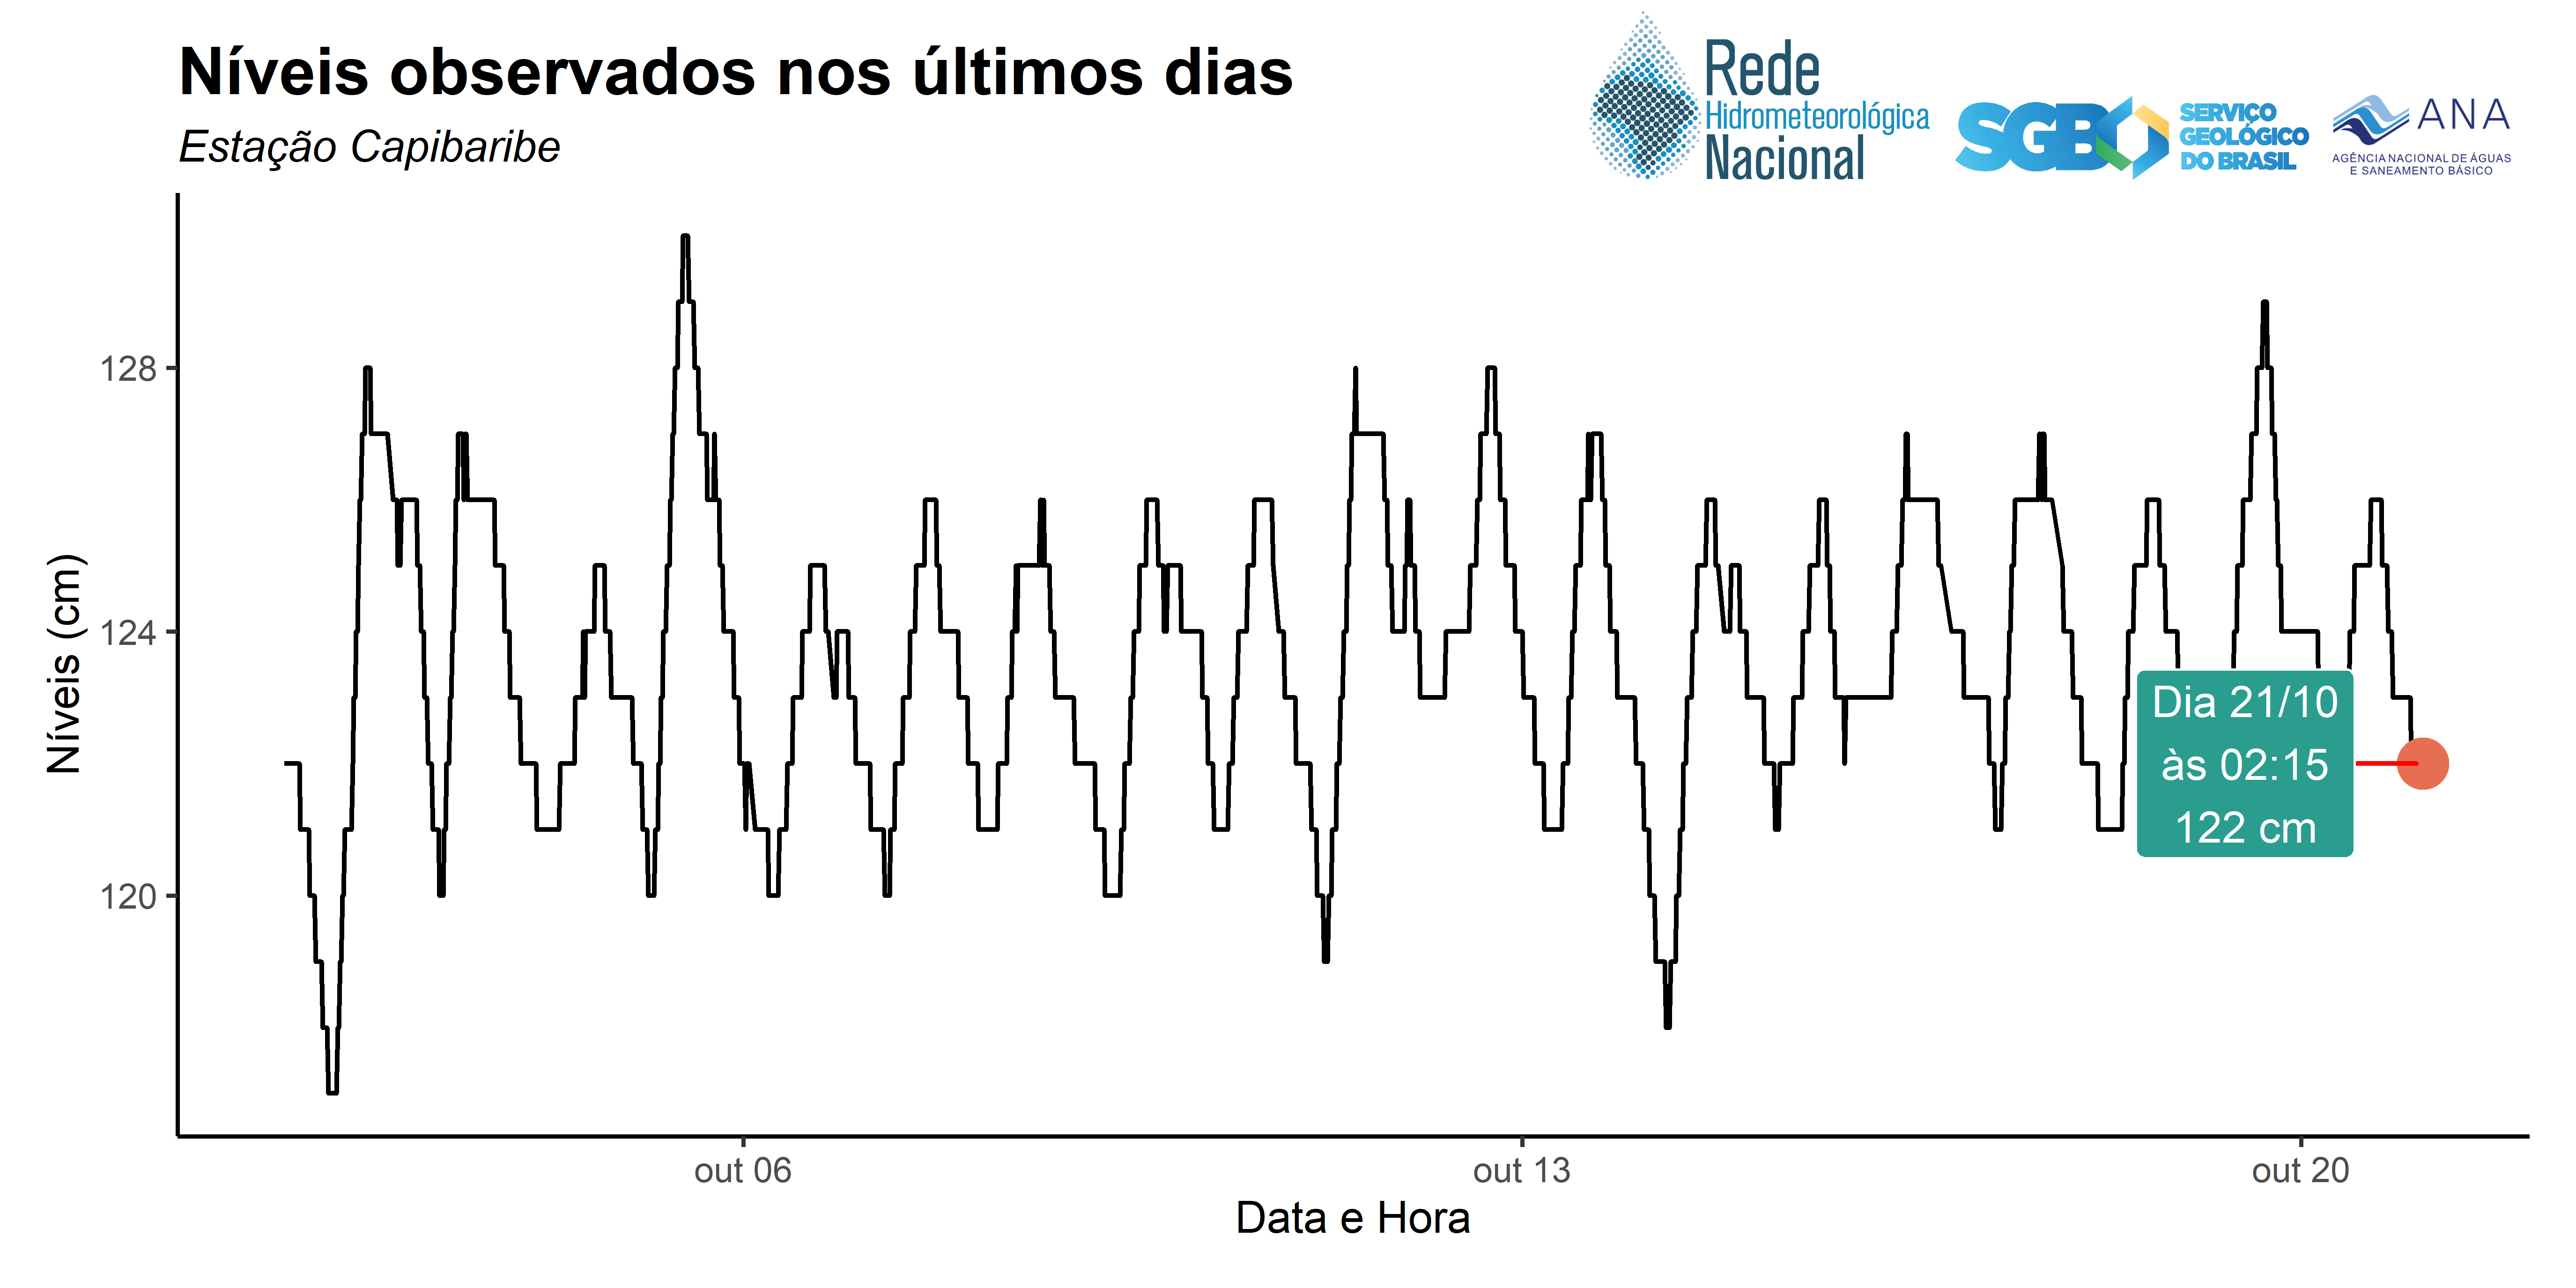 Níveis observados nos últimos dias
Estação Capibaribe
Rede
Hidrometeorológica
Nacional
SGB
SERVIÇO
GEOLÓGICO
DO BRASIL
ANA
AGÊNCIA NACIONAL DE ÁGUAS
E SANEAMENTO BÁSICO
Níveis (cm)
128
124
120
Dia 21/10
às 02:15
122 cm
out 06
out 13
out 20
Data e Hora